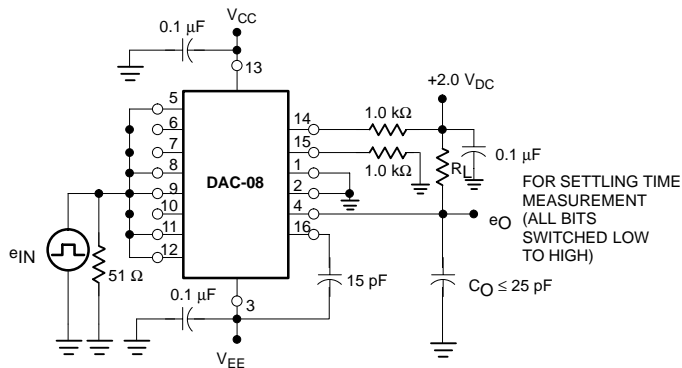 0.1 µF
VCC
13
+2.0 VDC
5
6
7
8
9
10
11
12
DAC-08
14
15
1
2
4
16
1.0 kΩ
1.0 kΩ
RL
0.1 µF
FOR SETTLING TIME
MEASUREMENT
(ALL BITS
SWITCHED LOW
TO HIGH)
eO
eIN
51 Ω
0.1 µF
3
VEE
15 pF
CO ≤ 25 pF